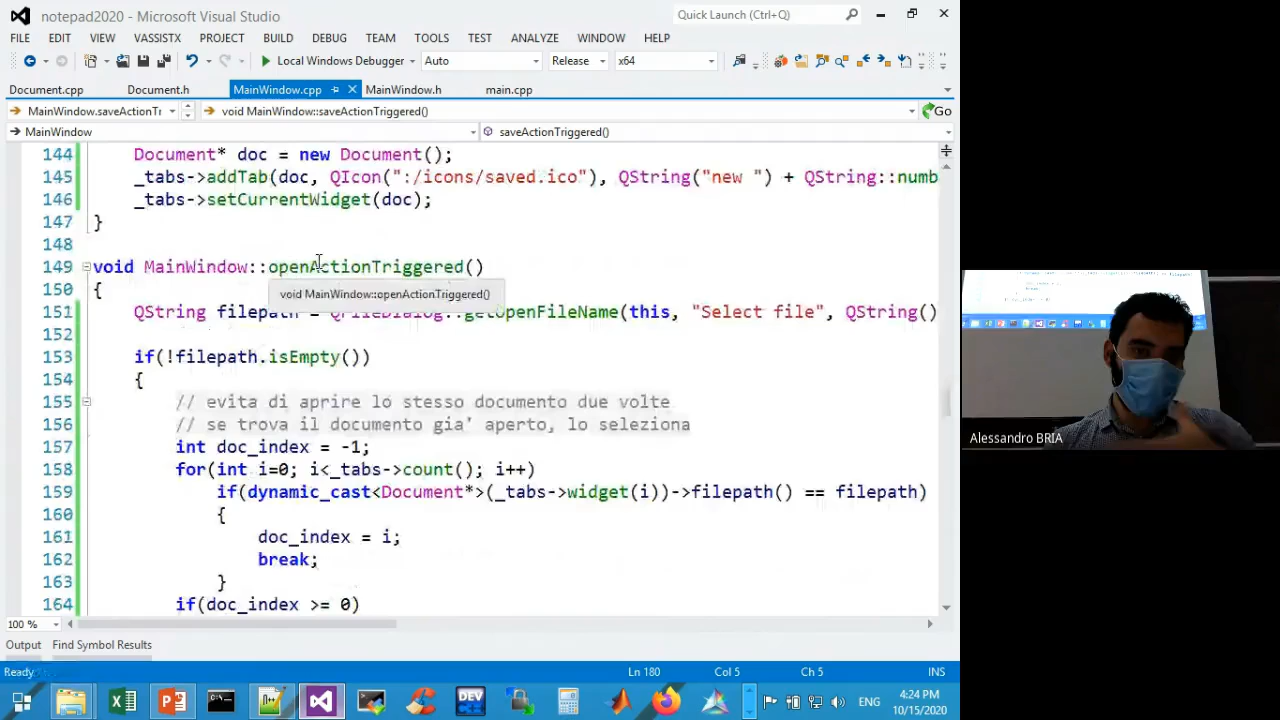 notepad2020 - Microsoft Visual Studio
Quick Launch (Ctrl+Q)
FILE EDIT VIEW VASSISTX PROJECT BUILD DEBUG TEAM TOOLS TEST ANALYZE WINDOW HELP
Local Windows Debugger Auto Release x64
Document.cpp Document.h MainWindow.cpp MainWindow.h main.cpp
MainWindow.saveActionTr void MainWindow::saveActionTriggered() Go
MainWindow saveActionTriggered()
144 Document* doc = new Document();
145 _tabs->addTab(doc, QIcon(":/icons/saved.ico"), QString("new ") + QString::numb
146 _tabs->setCurrentWidget(doc);
147 }
148
149 void MainWindow::openActionTriggered()
{
void MainWindow::openActionTriggered()
151 QString filepath = QFileDialog::getOpenFileName(this, "Select file", QString()
152
153 if(!filepath.isEmpty())
154 {
155 // evita di aprire lo stesso documento due volte
156 // se trova il documento gia' aperto, lo seleziona
157 int doc_index = -1;
158 for(int i=0; i<_tabs->count(); i++)
159 if(dynamic_cast<Document*>(_tabs->widget(i))->filepath() == filepath)
160 {
161 doc_index = i;
162 break;
163 }
164 if(doc_index >= 0)
100 %
Output Find Symbol Results
Ready Ln 180 Col 5 Ch 5 INS
DEV ENG
4:24 PM
10/15/2020
Alessandro BRIA